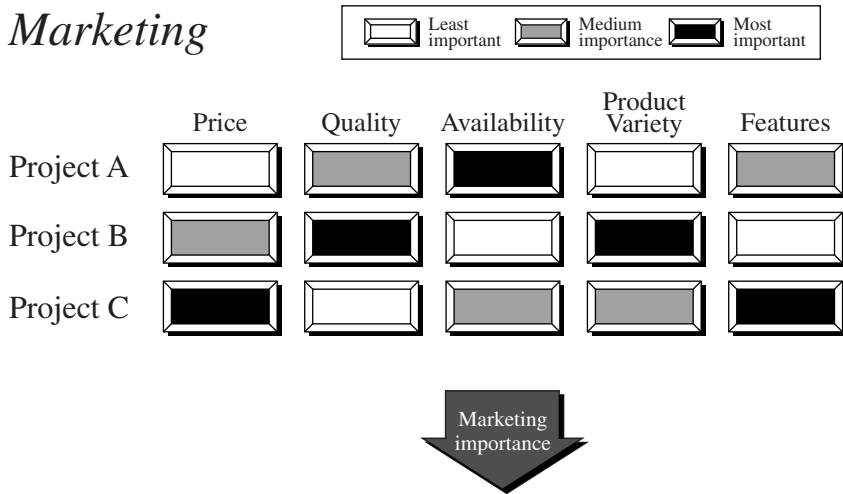 Marketing
Least
important
Medium
importance
Most
important
Price
Quality
Availability
Product
Variety
Features
Project A
Project B
Project C
Marketing
importance